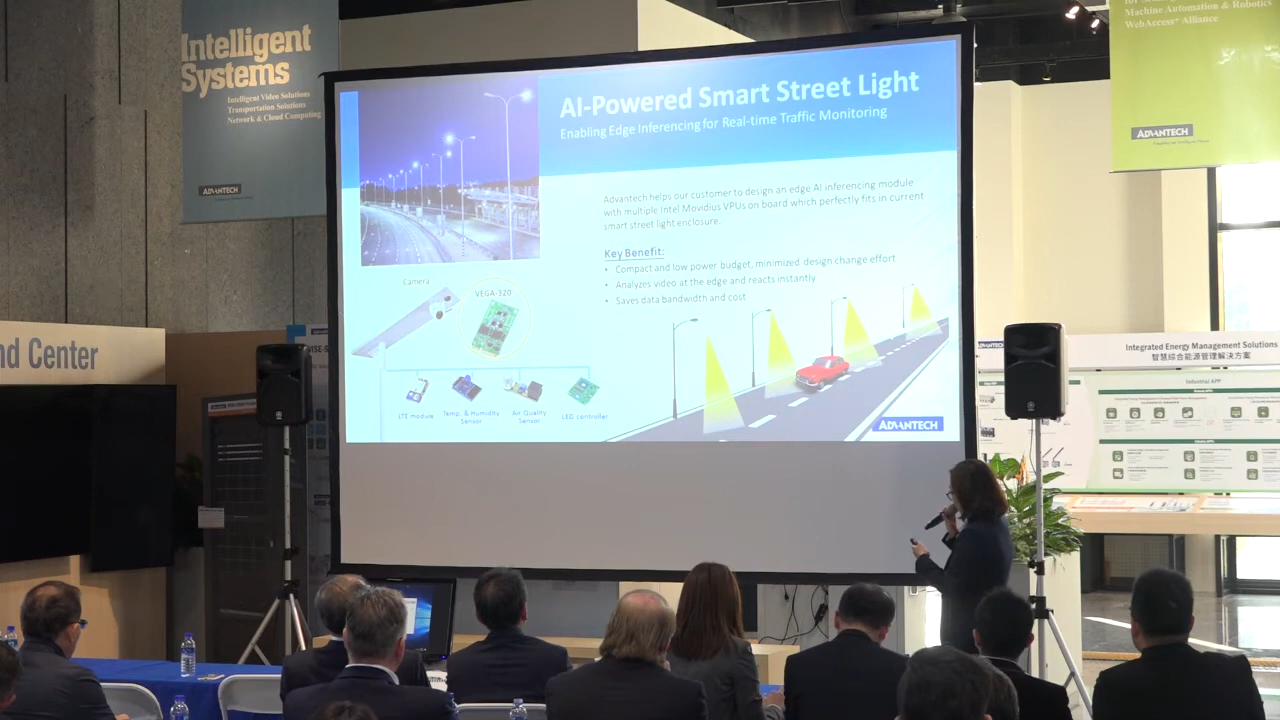 Intelligent
Systems
Intelligent Video Solutions
Transportation Solutions
Network & Cloud Computing
ADVANTECH
Machine Automation & Robotics
WebAccess+ Alliance
ADVANTECH
AI-Powered Smart Street Light
Enabling Edge Inferencing for Real-time Traffic Monitoring
Advantech helps our customer to design an edge AI inferencing module
with multiple Intel Movidius VPUs on board which perfectly fits in current
smart street light enclosure.
Key Benefit:
• Compact and low power budget, minimized design change effort
• Analyzes video at the edge and reacts instantly
• Saves data bandwidth and cost
Camera
VEGA-320
LTE module
Temp. & Humidity
Sensor
Air Quality
Sensor
LED controller
ADVANTECH
nd Center
ADVANTECH
Integrated Energy Management Solutions
智慧綜合能源管理解決方案
Industrial APP